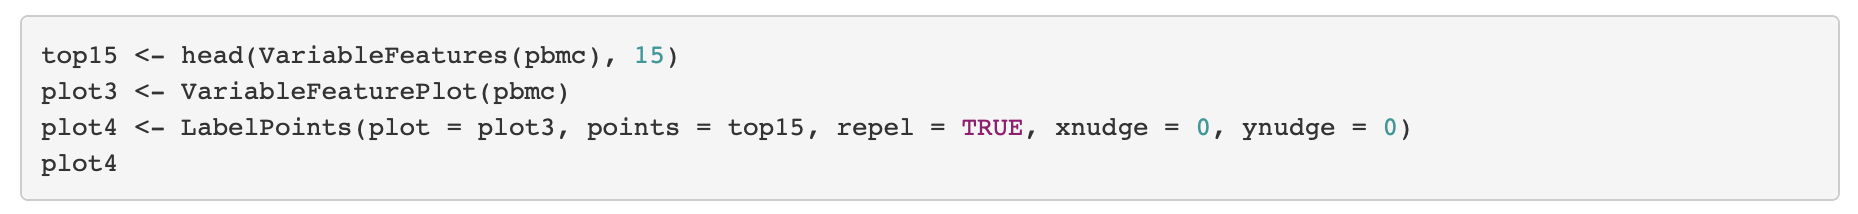 top15 <- head(VariableFeatures(pbmc), 15)
plot3 <- VariableFeaturePlot(pbmc)
plot4 <- LabelPoints(plot = plot3, points = top15, repel = TRUE, xnudge = 0, ynudge = 0)
plot4